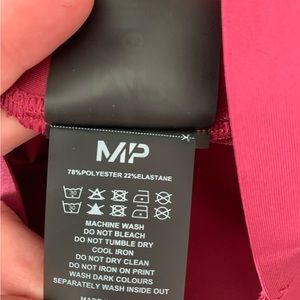 MP
78%POLYESTER 22%ELASTANE
MACHINE WASH
DO NOT BLEACH
DO NOT TUMBLE DRY
COOL IRON
DO NOT DRY CLEAN
DO NOT IRON ON PRINT
WASH DARK COLOURS
SEPARATELY WASH INSIDE OUT